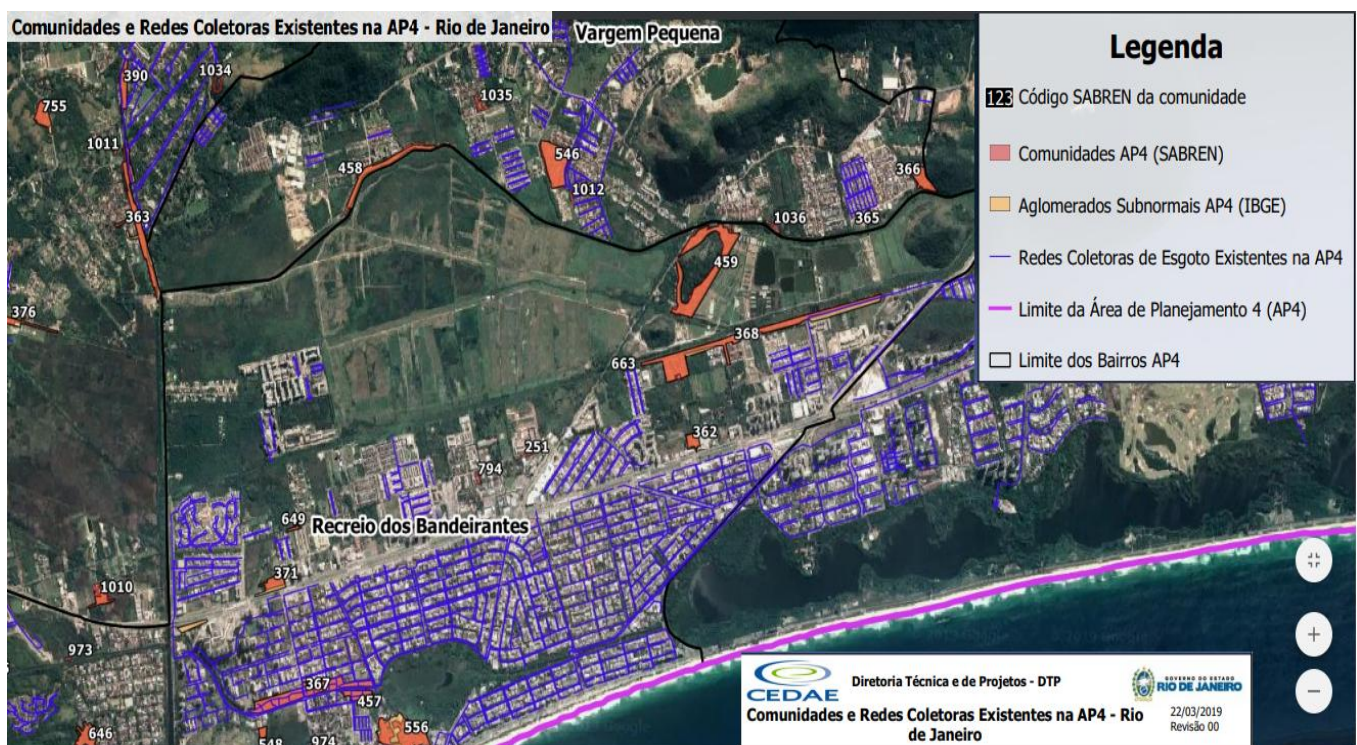 Comunidades e Redes Coletoras Existentes na AP4 - Rio de Janeiro
Vargem Pequena
Legenda
123 Código SABREN da comunidade
Comunidades AP4 (SABREN)
Aglomerados Subnormais AP4 (IBGE)
Redes Coletoras de Esgoto Existentes na AP4
Limite da Área de Planejamento 4 (AP4)
Limite dos Bairros AP4
390
1034
755
1035
1011
458
546
1012
366
363
1036
365
459
376
368
663
362
251
794
649
Recreio dos Bandeirantes
371
1010
973
367
457
556
646
548
974
CEDAE
Diretoria Técnica e de Projetos - DTP
GOVERNO DO ESTADO
RIO DE JANEIRO
Comunidades e Redes Coletoras Existentes na AP4 - Rio
de Janeiro
22/03/2019
Revisão 00
+
−